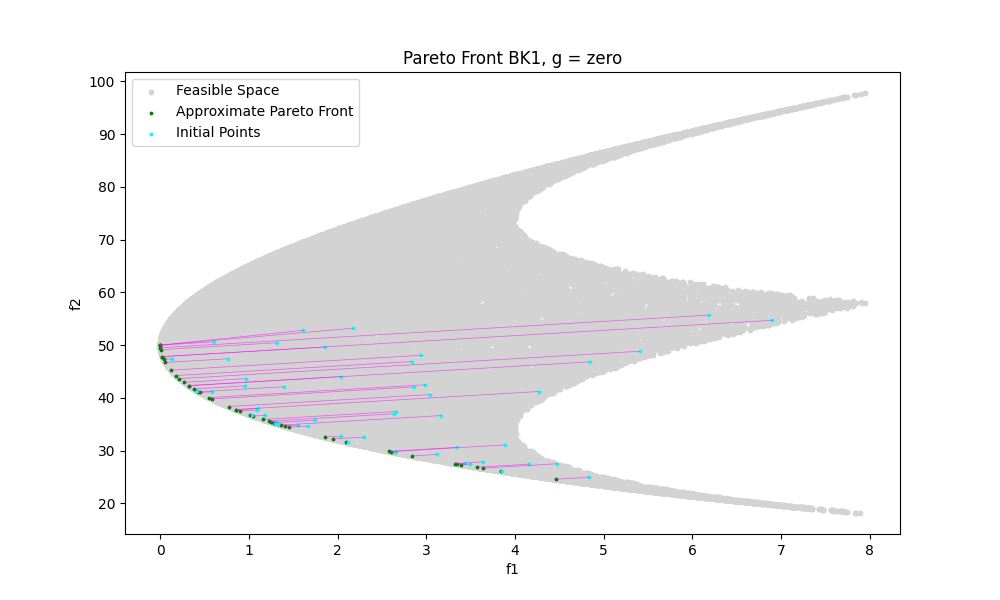 Pareto Front BK1, g = zero
Feasible Space
Approximate Pareto Front
Initial Points
f2
100
90
80
70
60
50
40
30
20
0 1 2 3 4 5 6 7 8
f1